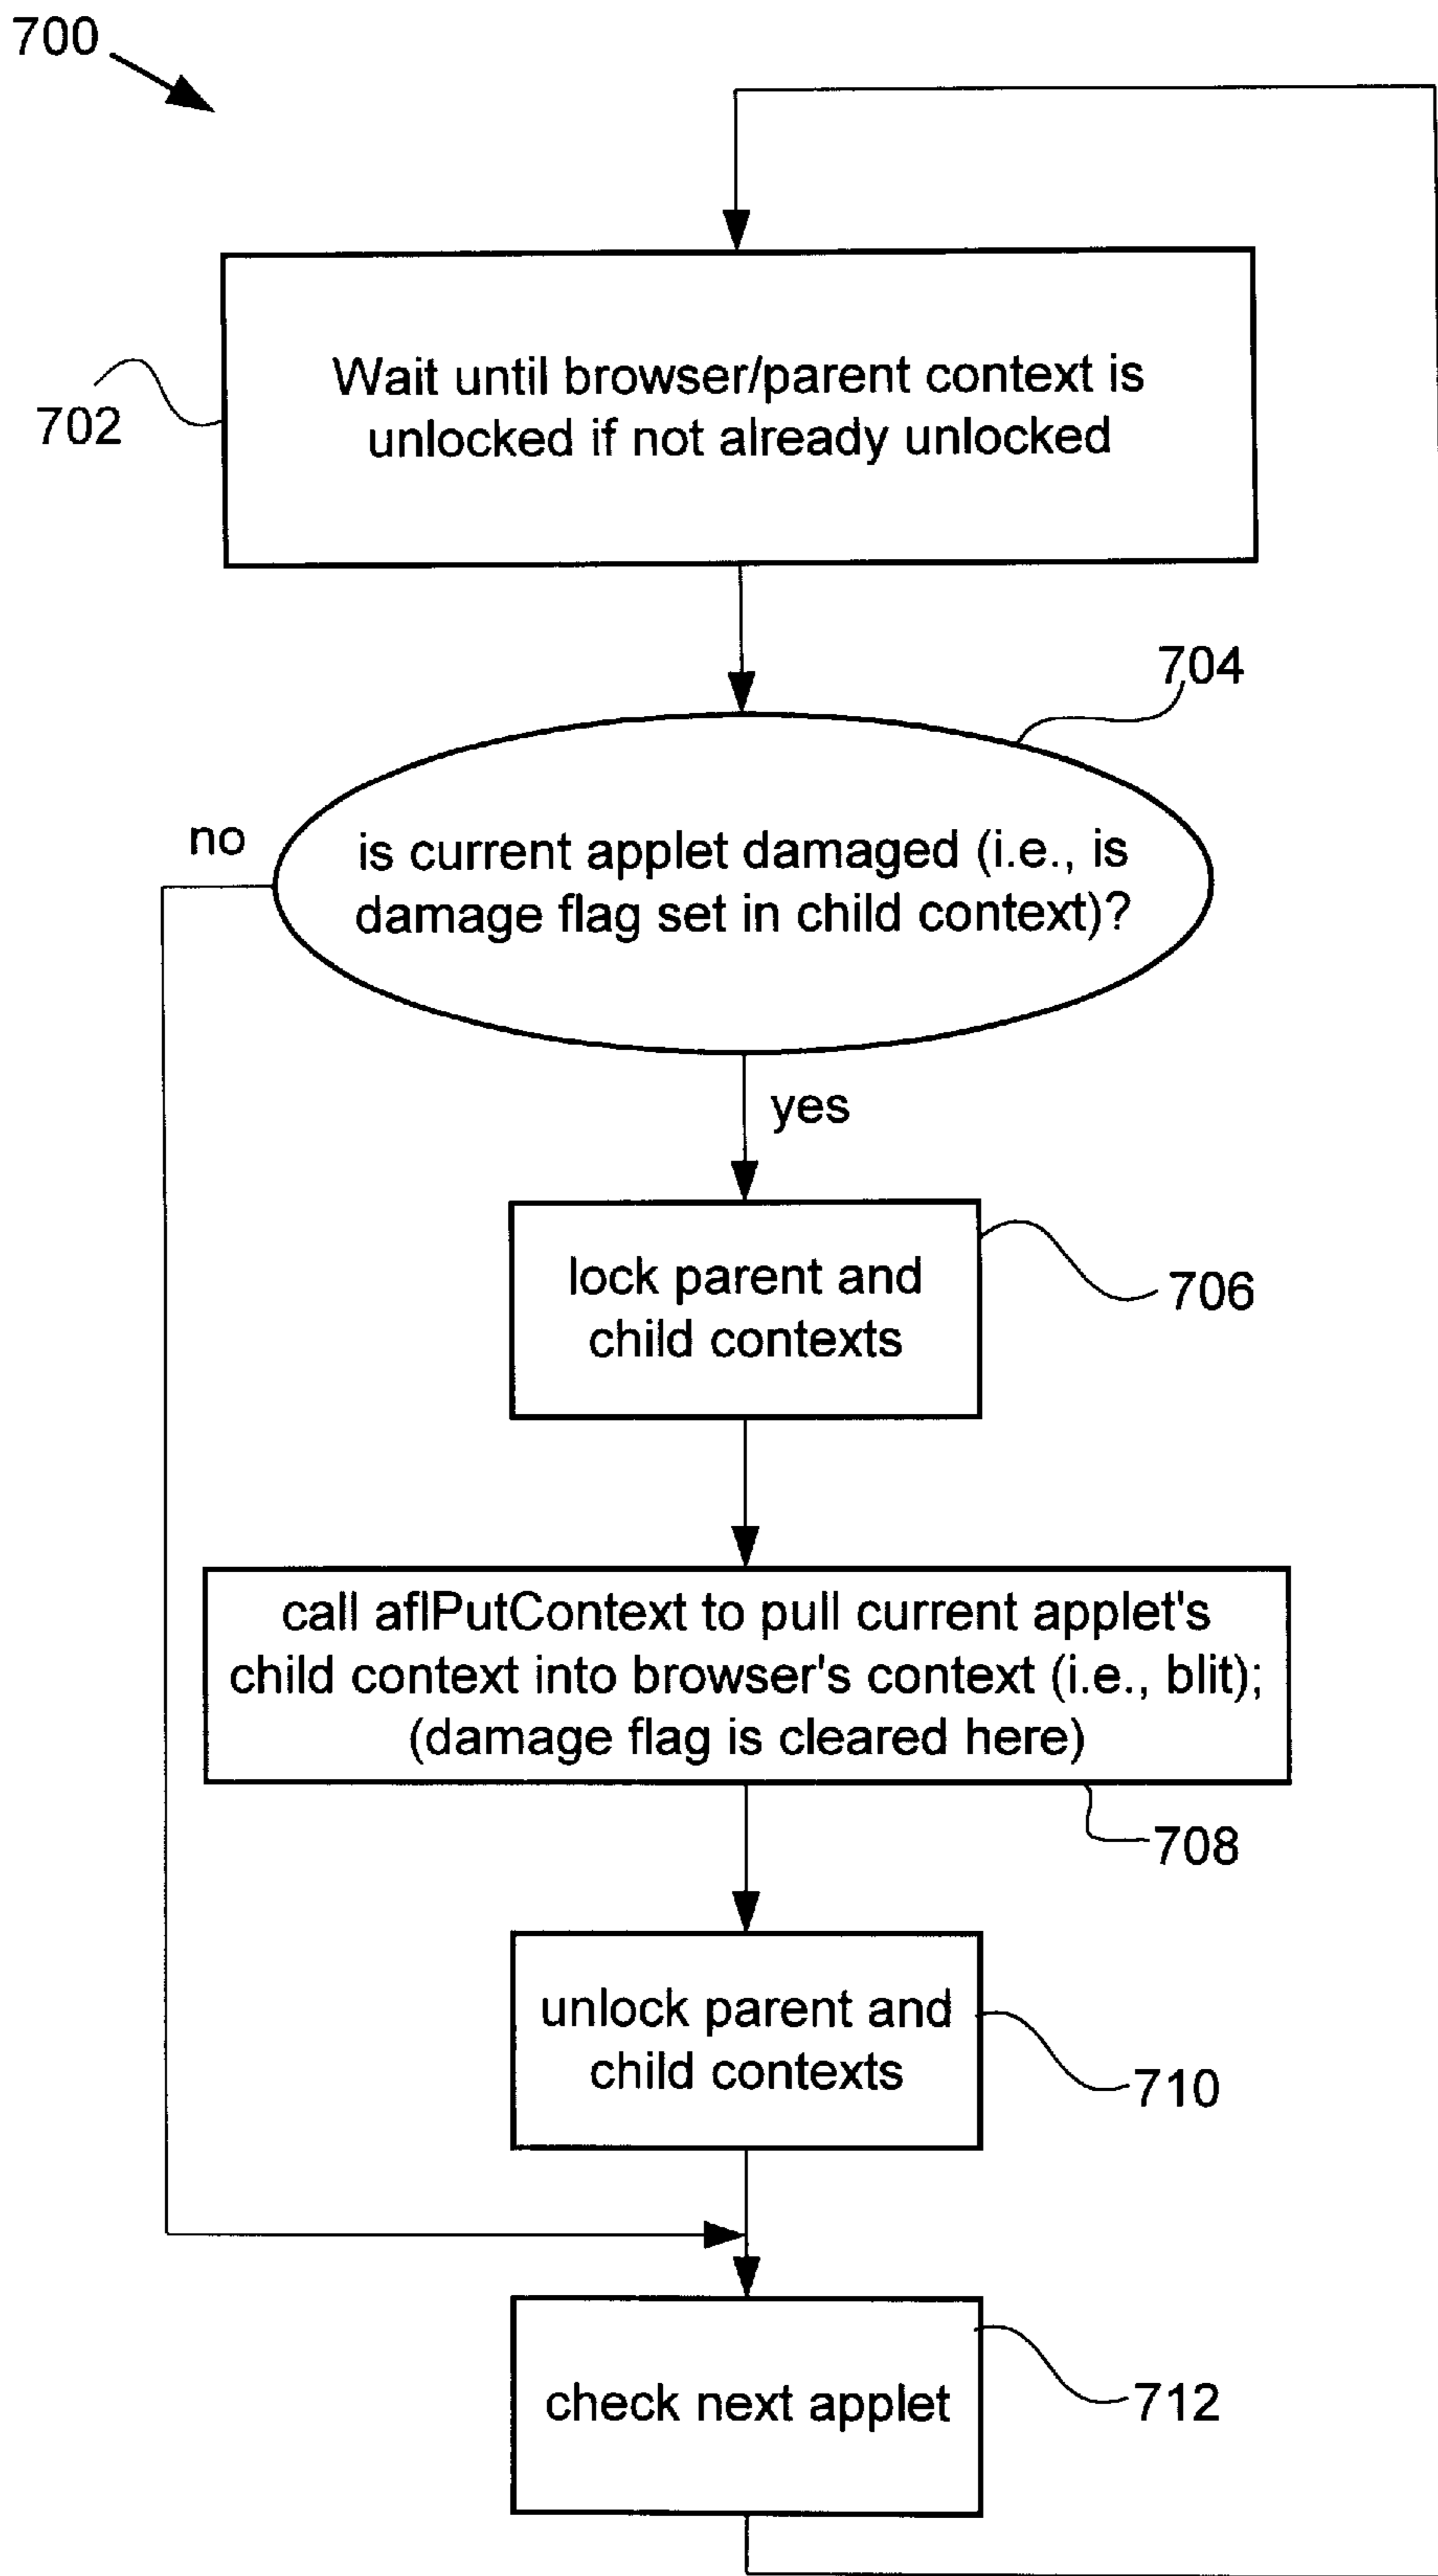 700
Wait until browser/parent context is
unlocked if not already unlocked
702
704
no
is current applet damaged (i.e., is
damage flag set in child context)?
yes
lock parent and
child contexts
706
call aflPutContext to pull current applet's
child context into browser's context (i.e., blit);
(damage flag is cleared here)
708
unlock parent and
child contexts
710
check next applet
712